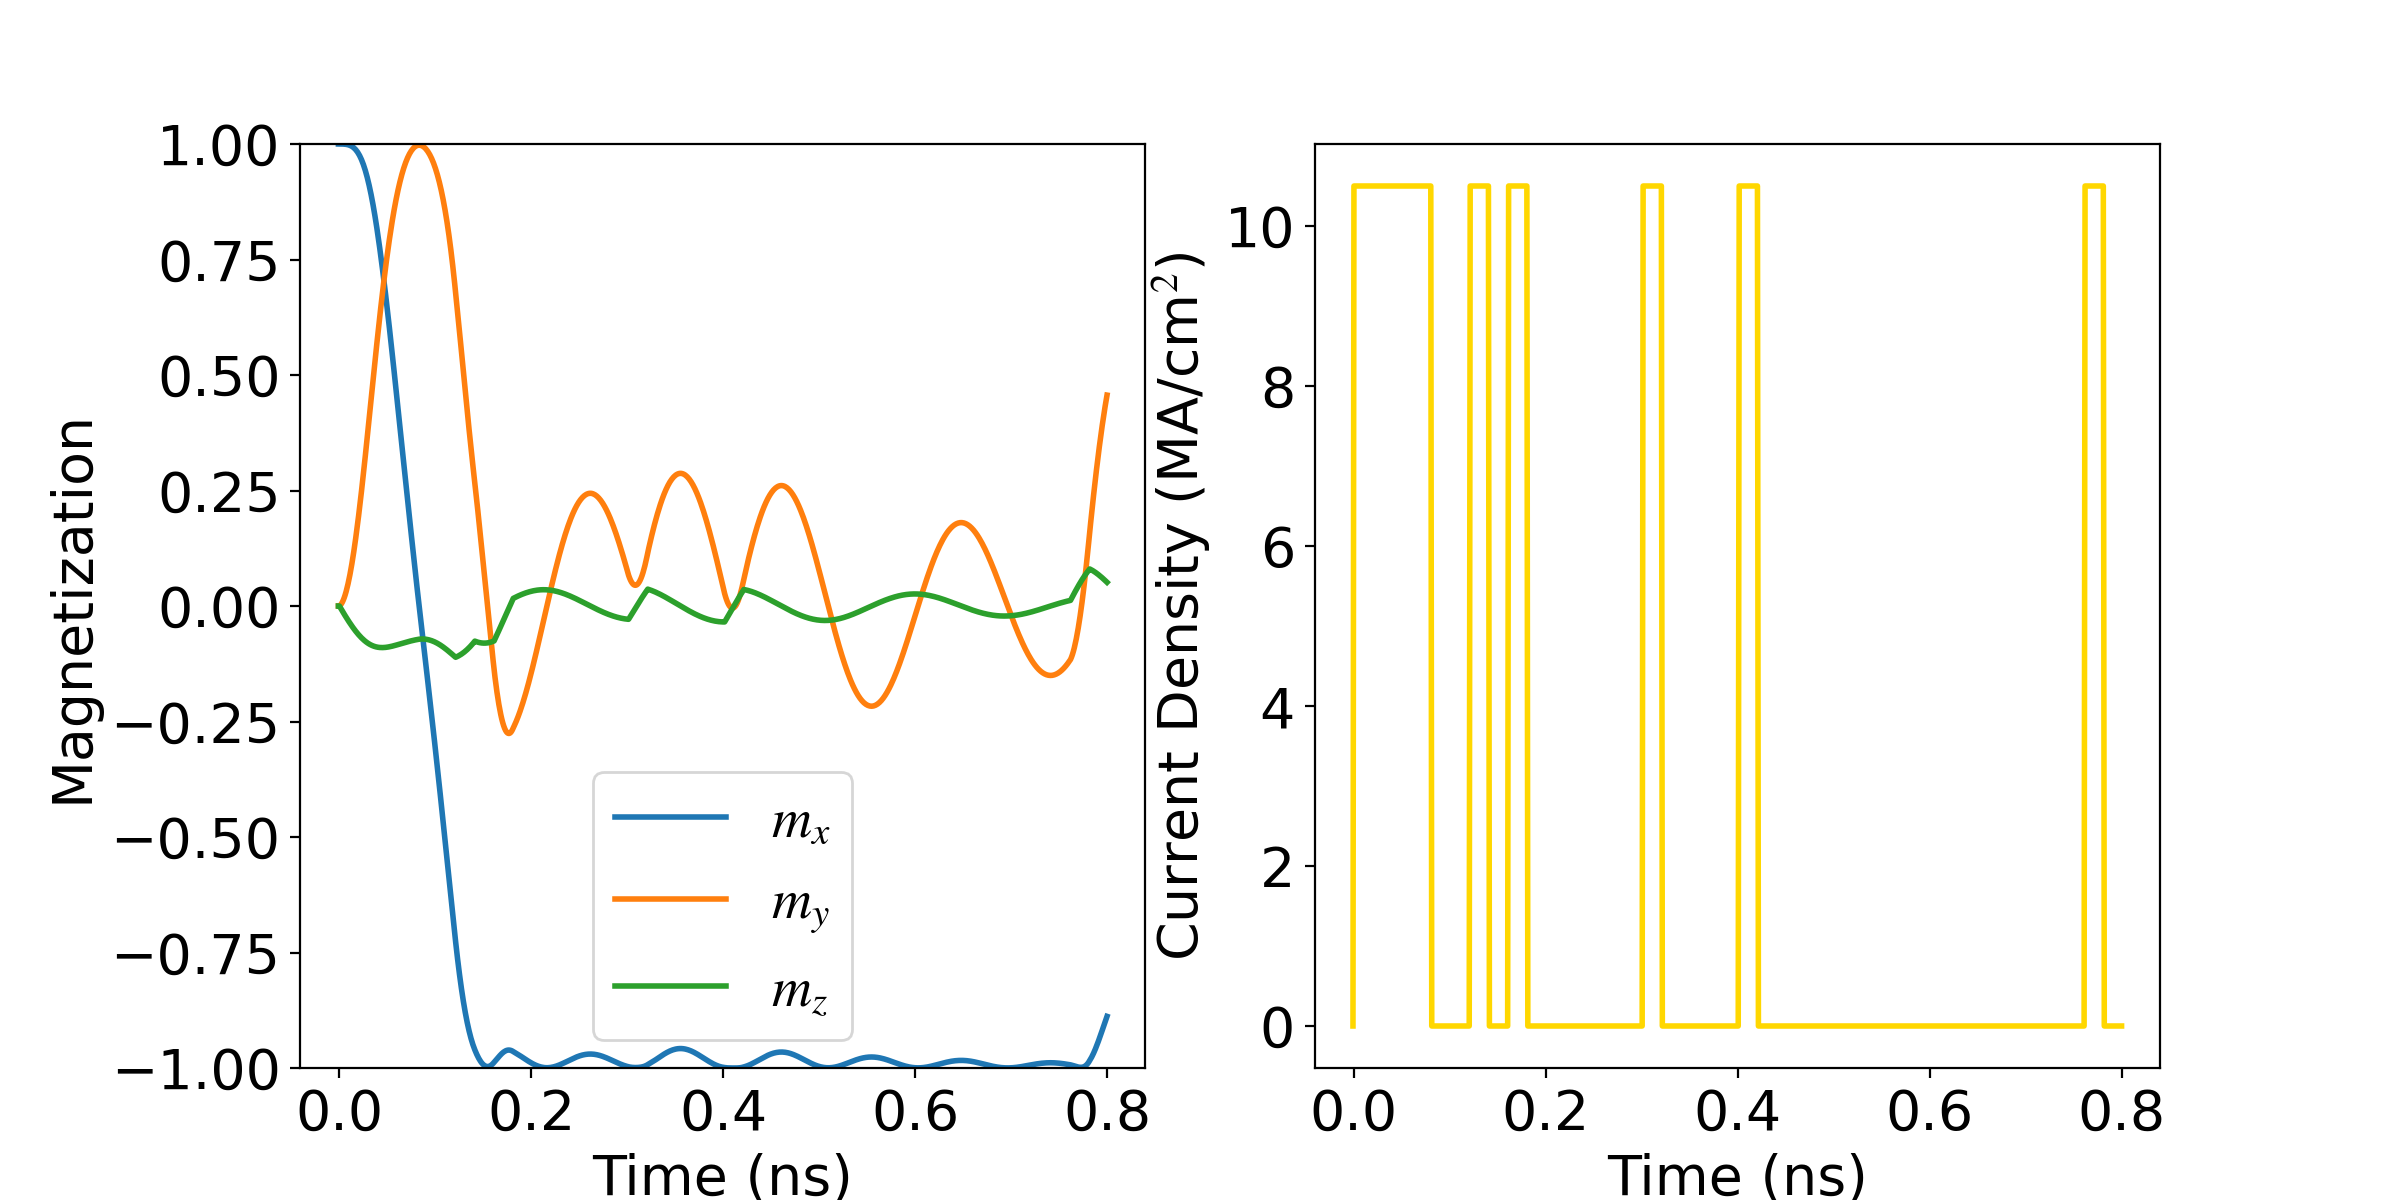 1.00
0.75
0.50
0.25
0.00
−0.25
−0.50
−0.75
−1.00
Magnetization
0.0 0.2 0.4 0.6 0.8
Time (ns)
m_x
m_y
m_z
10
8
6
4
2
0
Current Density (MA/cm²)
0.0 0.2 0.4 0.6 0.8
Time (ns)